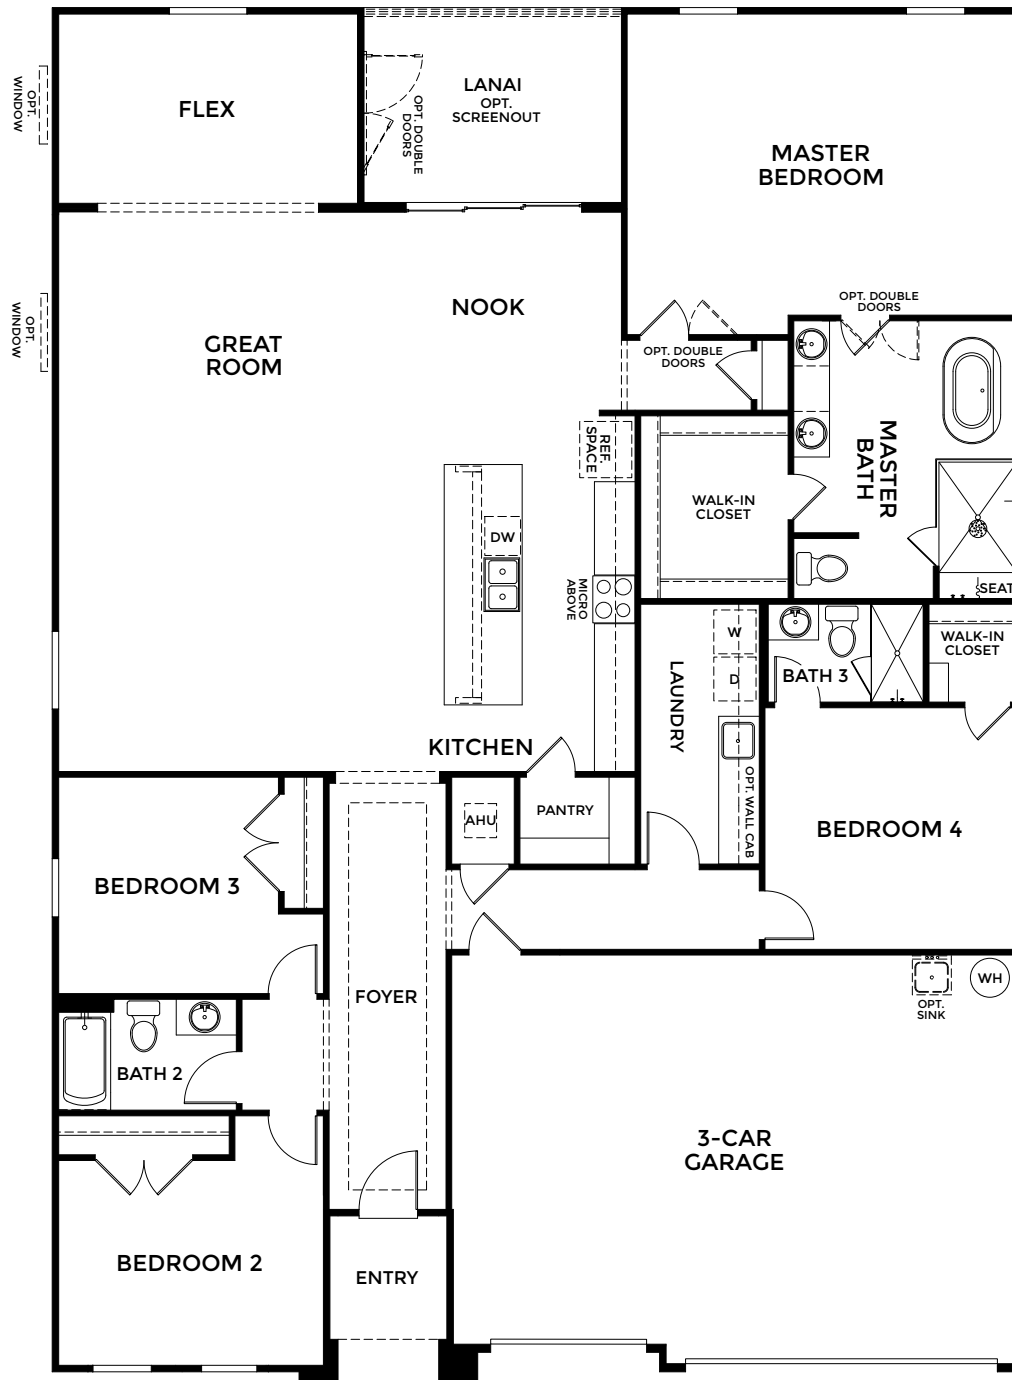 FLEX
OPT.
WINDOW
LANAI
OPT.
SCREENOUT
OPT. DOUBLE
DOORS
MASTER
BEDROOM
OPT.
WINDOW
GREAT
ROOM
NOOK
OPT. DOUBLE
DOORS
OPT. DOUBLE
DOORS
REF.
SPACE
WALK-IN
CLOSET
MASTER
BATH
DW
MICRO
ABOVE
SEAT
W
D
LAUNDRY
BATH 3
WALK-IN
CLOSET
KITCHEN
OPT. WALL CAB
AHU
PANTRY
BEDROOM 4
BEDROOM 3
FOYER
OPT.
SINK
WH
BATH 2
3-CAR
GARAGE
BEDROOM 2
ENTRY